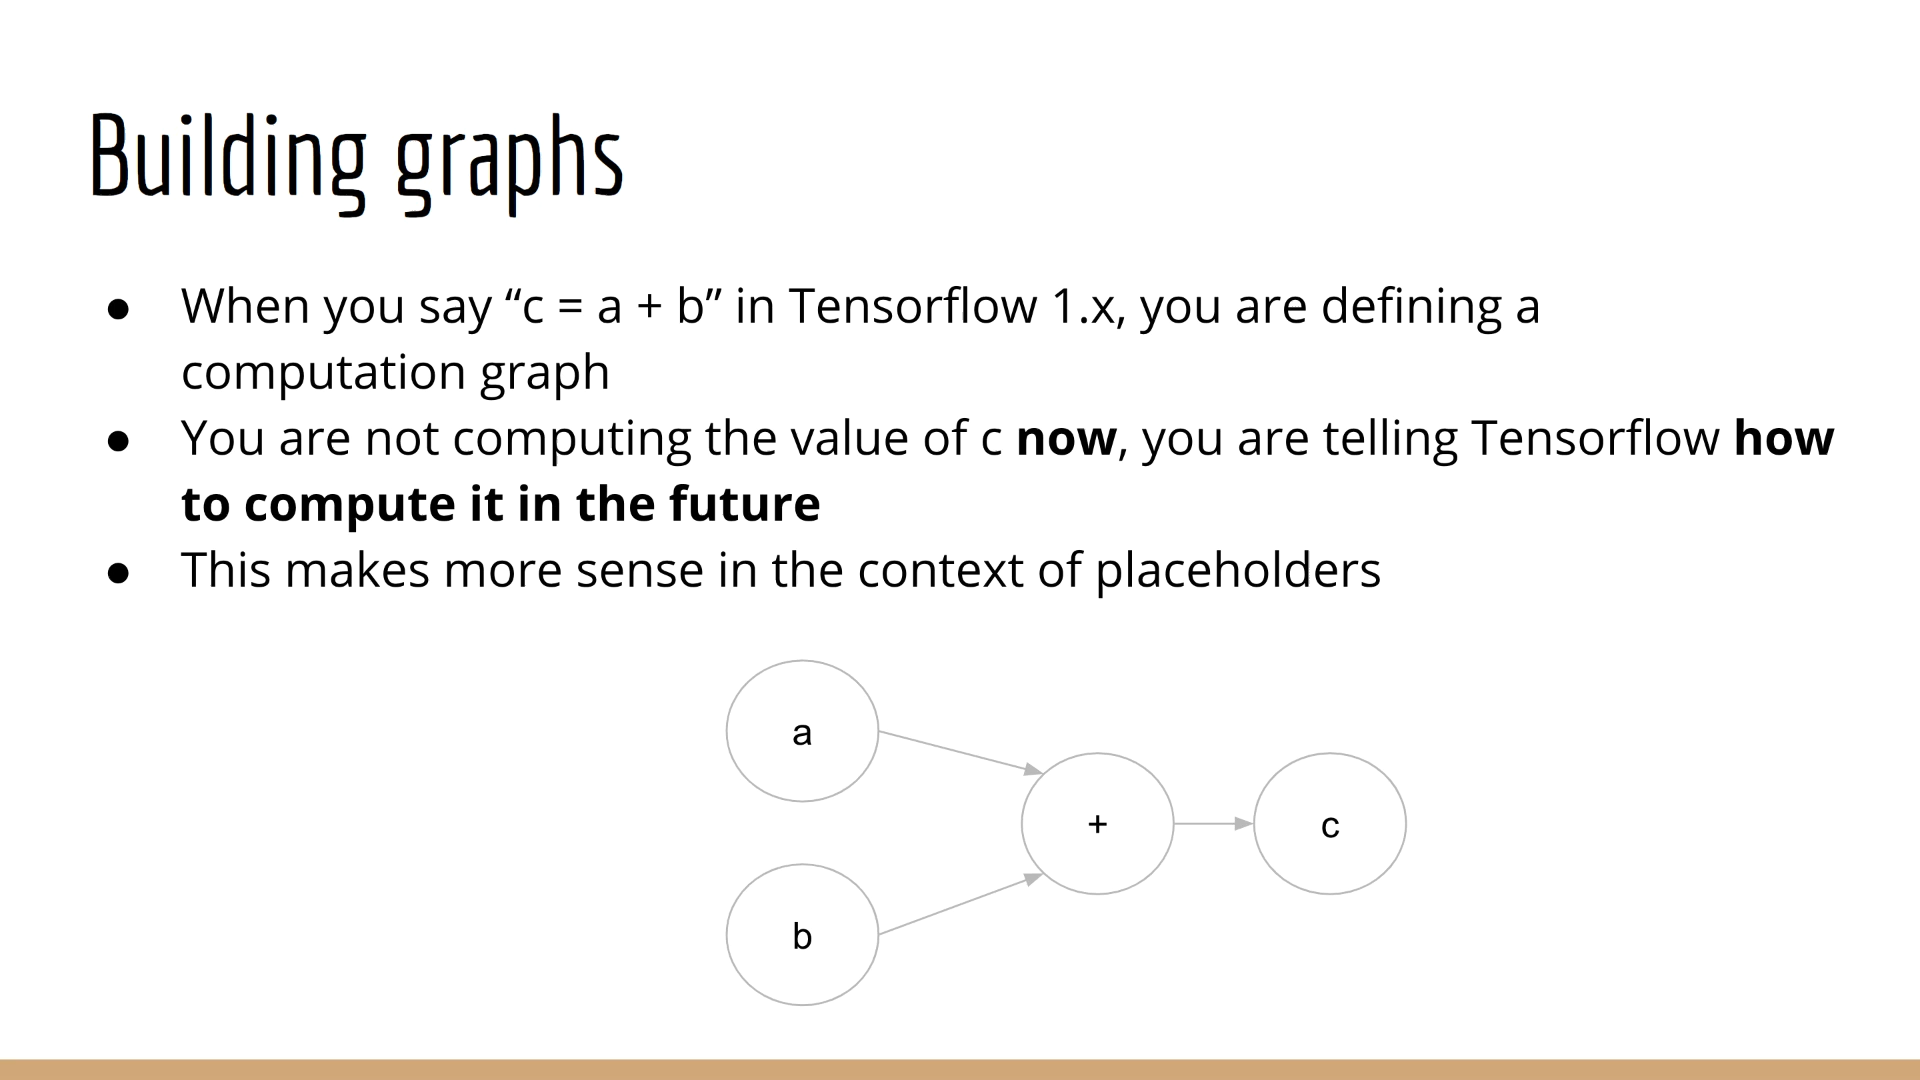 Building graphs
● When you say “c = a + b” in Tensorflow 1.x, you are defining a
computation graph
● You are not computing the value of c now, you are telling Tensorflow how
to compute it in the future
● This makes more sense in the context of placeholders
a
+
c
b